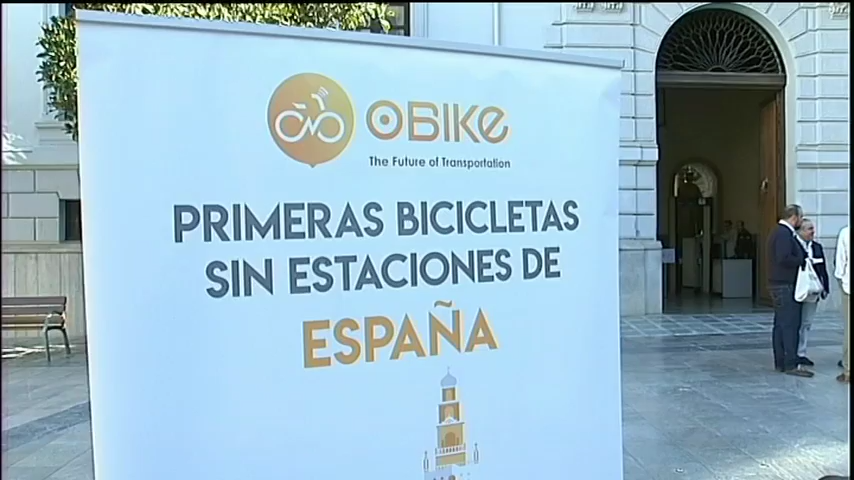 OBIKE
The Future of Transportation
PRIMERAS BICICLETAS
SIN ESTACIONES DE
ESPAÑA